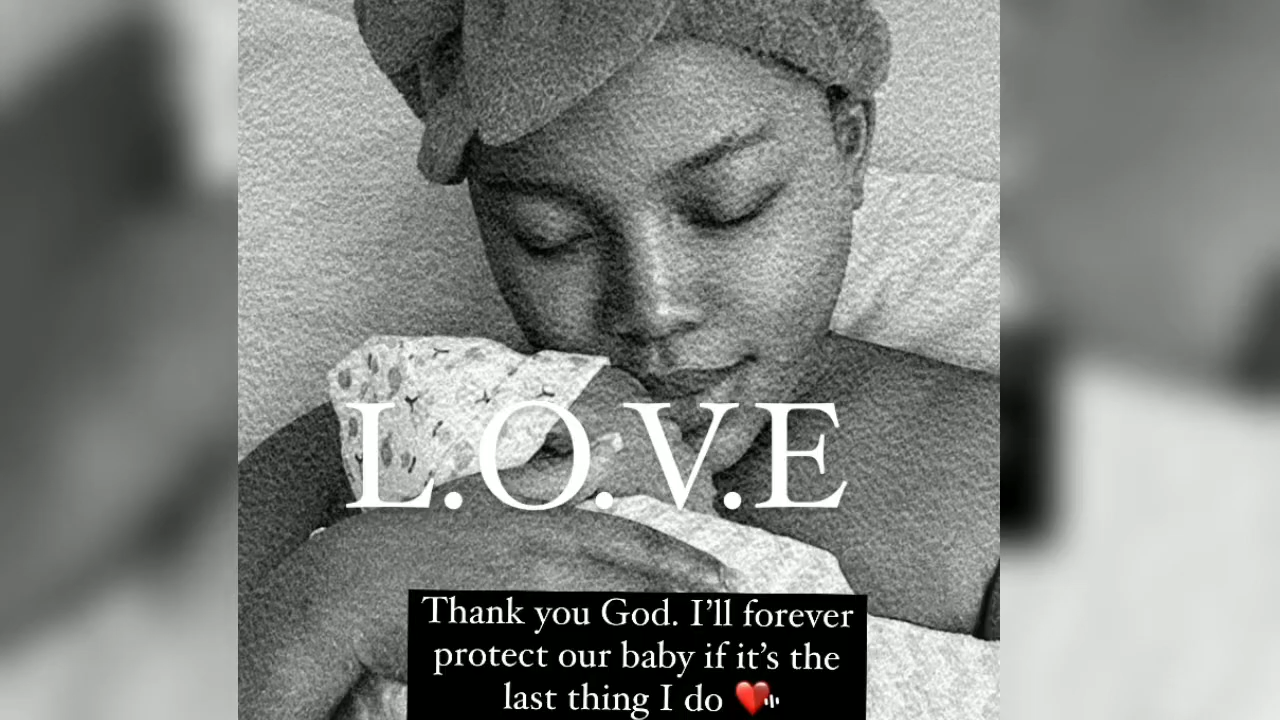 L.O.V.E
Thank you God. I'll forever
protect our baby if it's the
last thing I do ❤️